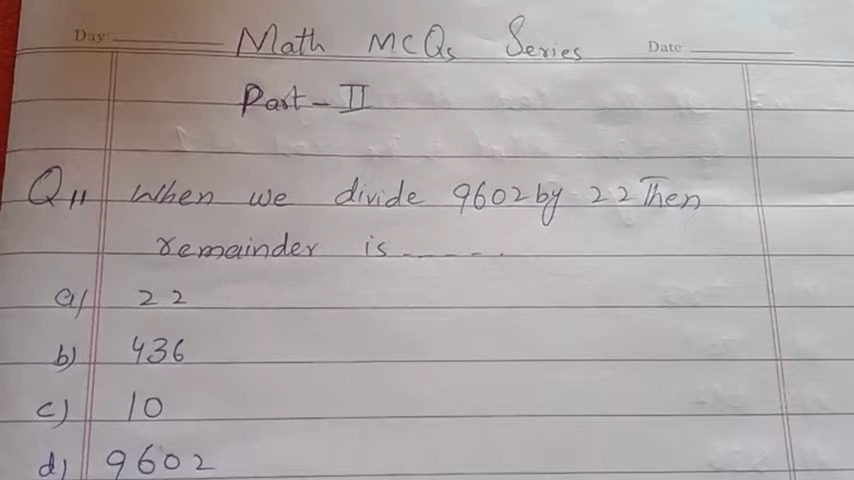 Day Math MCQs Series Date
Part - II
Q11 When we divide 9602 by 22 Then
remainder is ......
a) 22
b) 436
c) 10
d) 9602